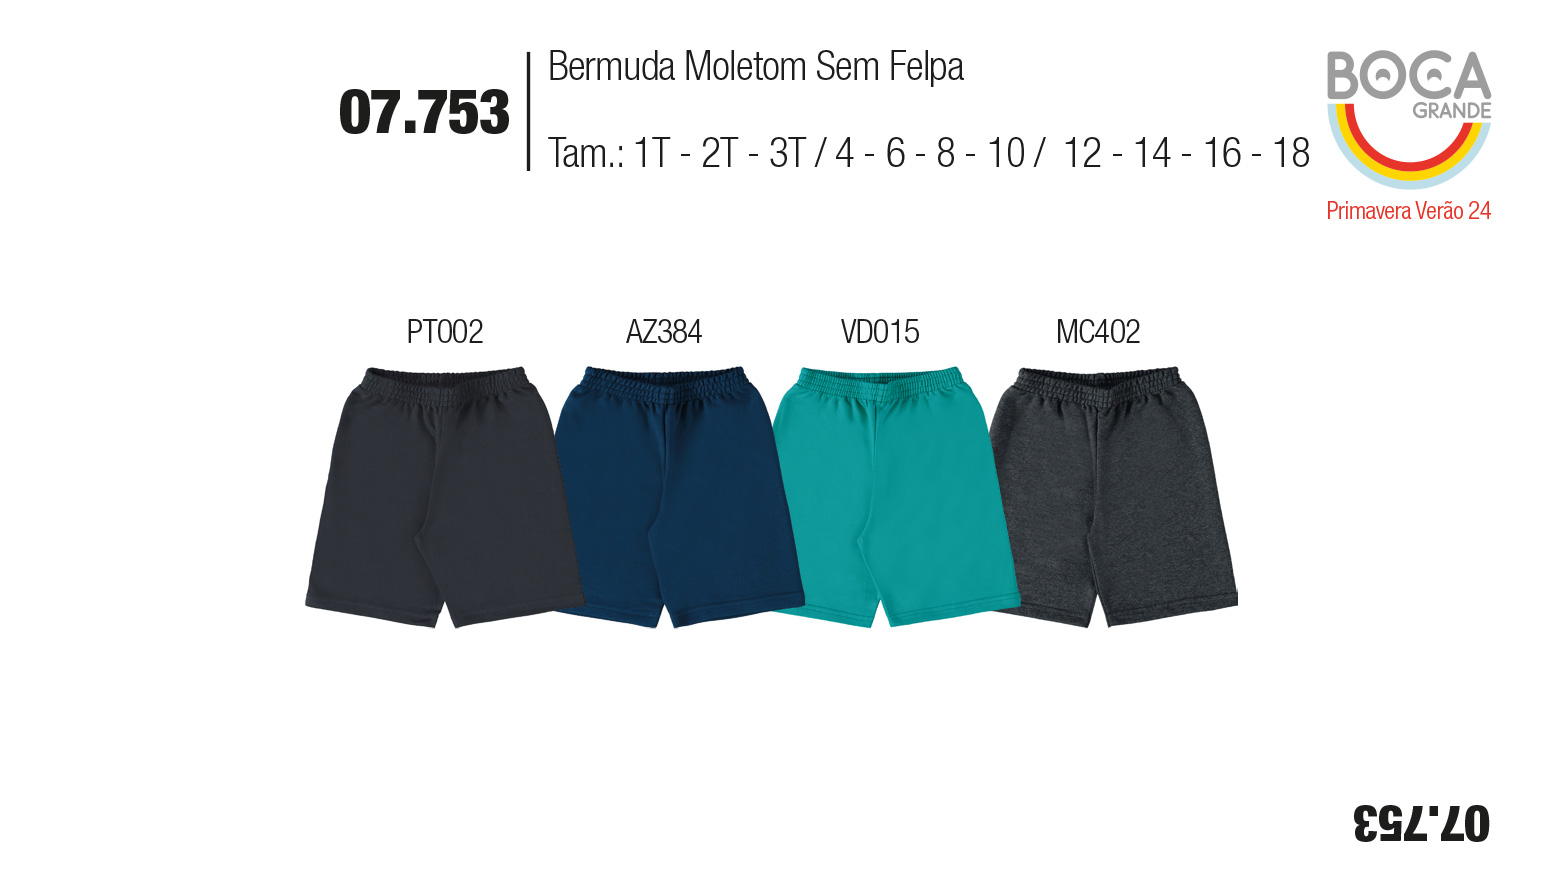 07.753
Bermuda Moletom Sem Felpa
Tam.: 1T - 2T - 3T / 4 - 6 - 8 - 10 / 12 - 14 - 16 - 18
BOCA
GRANDE
Primavera Verão 24
PT002
AZ384
VD015
MC402
07.753